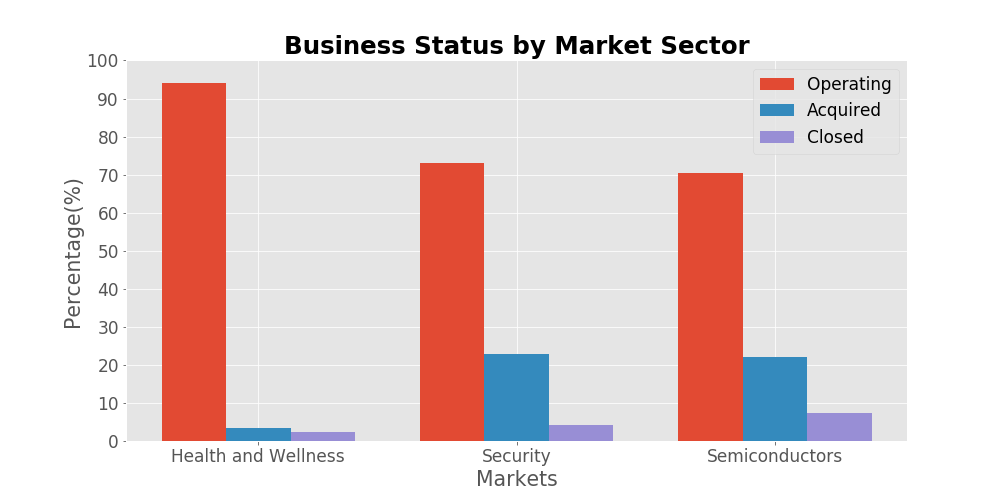 Business Status by Market Sector
100
90
80
70
60
50
40
30
20
10
0
Percentage(%)
Operating
Acquired
Closed
Health and Wellness
Security
Semiconductors
Markets